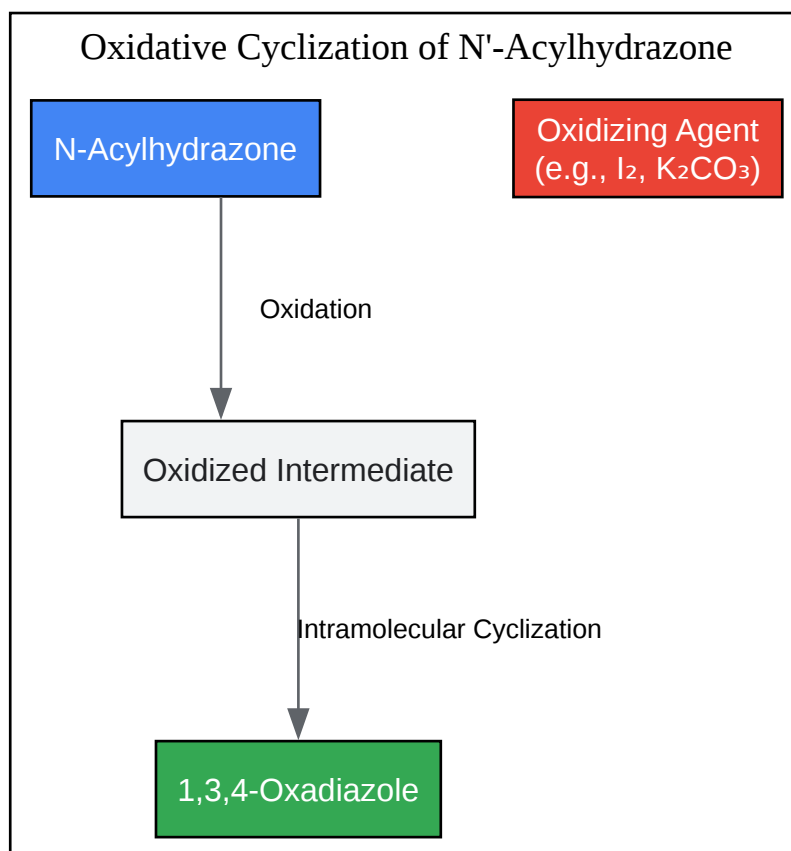 Oxidative Cyclization of N'-Acylhydrazone
N-Acylhydrazone
Oxidizing Agent
(e.g., I₂, K₂CO₃)
Oxidation
Oxidized Intermediate
Intramolecular Cyclization
1,3,4-Oxadiazole